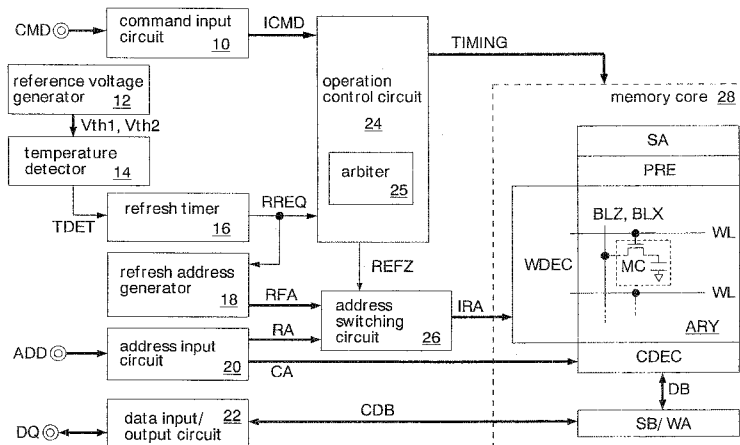 CMD
command input
circuit 10
ICMD
TIMING
reference voltage
generator 12
operation
control circuit
24
memory core 28
Vth1, Vth2
SA
temperature
detector 14
arbiter
25
PRE
TDET
refresh timer
16
RREQ
BLZ, BLX
WL
WDEC
MC
refresh address
generator 18
REFZ
WL
RFA
address
switching
circuit 26
IRA
ARY
RA
ADD
address input
circuit 20
CA
CDEC
DB
DQ
data input/ 22
output circuit
CDB
SB/ WA